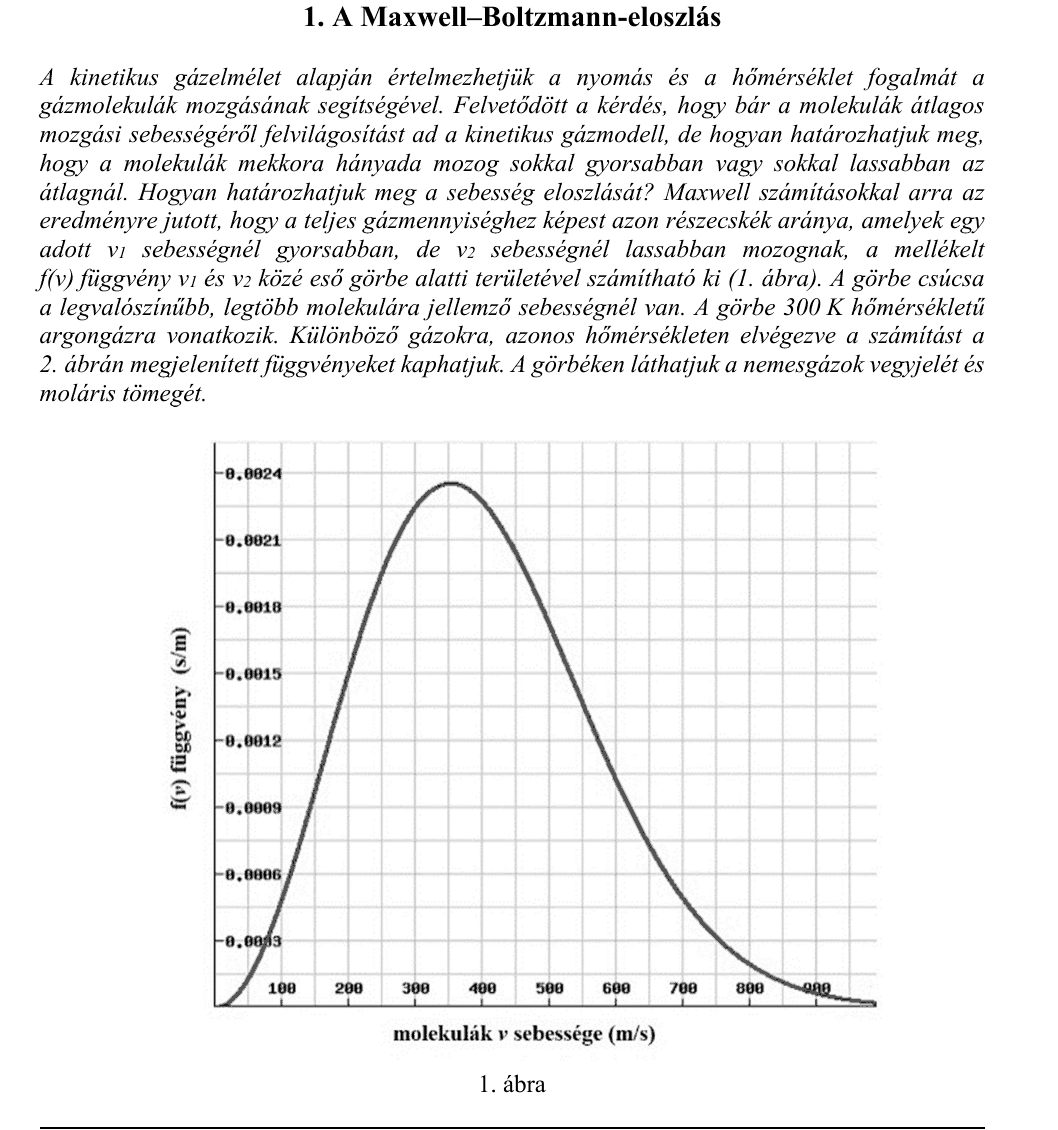 1. A Maxwell–Boltzmann-eloszlás
A kinetikus gázelmélet alapján értelmezhetjük a nyomás és a hőmérséklet fogalmát a
gázmolekulák mozgásának segítségével. Felvetődött a kérdés, hogy bár a molekulák átlagos
mozgási sebességéről felvilágosítást ad a kinetikus gázmodell, de hogyan határozhatjuk meg,
hogy a molekulák mekkora hányada mozog sokkal gyorsabban vagy sokkal lassabban az
átlagnál. Hogyan határozhatjuk meg a sebesség eloszlását? Maxwell számításokkal arra az
eredményre jutott, hogy a teljes gázmennyiséghez képest azon részecskék aránya, amelyek egy
adott v1 sebességnél gyorsabban, de v2 sebességnél lassabban mozognak, a mellékelt
f(v) függvény v1 és v2 közé eső görbe alatti területével számítható ki (1. ábra). A görbe csúcsa
a legvalószínűbb, legtöbb molekulára jellemző sebességnél van. A görbe 300 K hőmérsékletű
argongázra vonatkozik. Különböző gázokra, azonos hőmérsékleten elvégezve a számítást a
2. ábrán megjelenített függvényeket kaphatjuk. A görbéken láthatjuk a nemesgázok vegyjelét és
moláris tömegét.
f(v) függvény (s/m)
0.0024
0.0021
0.0018
0.0015
0.0012
0.0009
0.0006
0.0003
100 200 300 400 500 600 700 800 900
molekulák v sebessége (m/s)
1. ábra